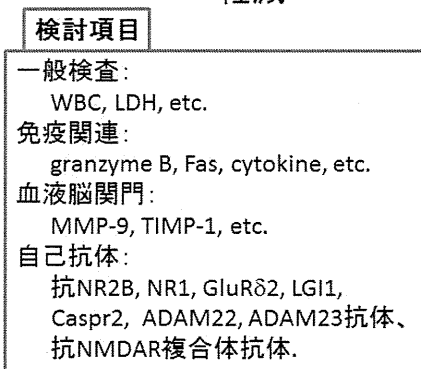 検討項目
一般検査:
WBC, LDH, etc.
免疫関連:
granzyme B, Fas, cytokine, etc.
血液脳関門:
MMP-9, TIMP-1, etc.
自己抗体:
抗NR2B, NR1, GluRδ2, LGI1,
Caspr2, ADAM22, ADAM23抗体、
抗NMDAR複合体抗体.